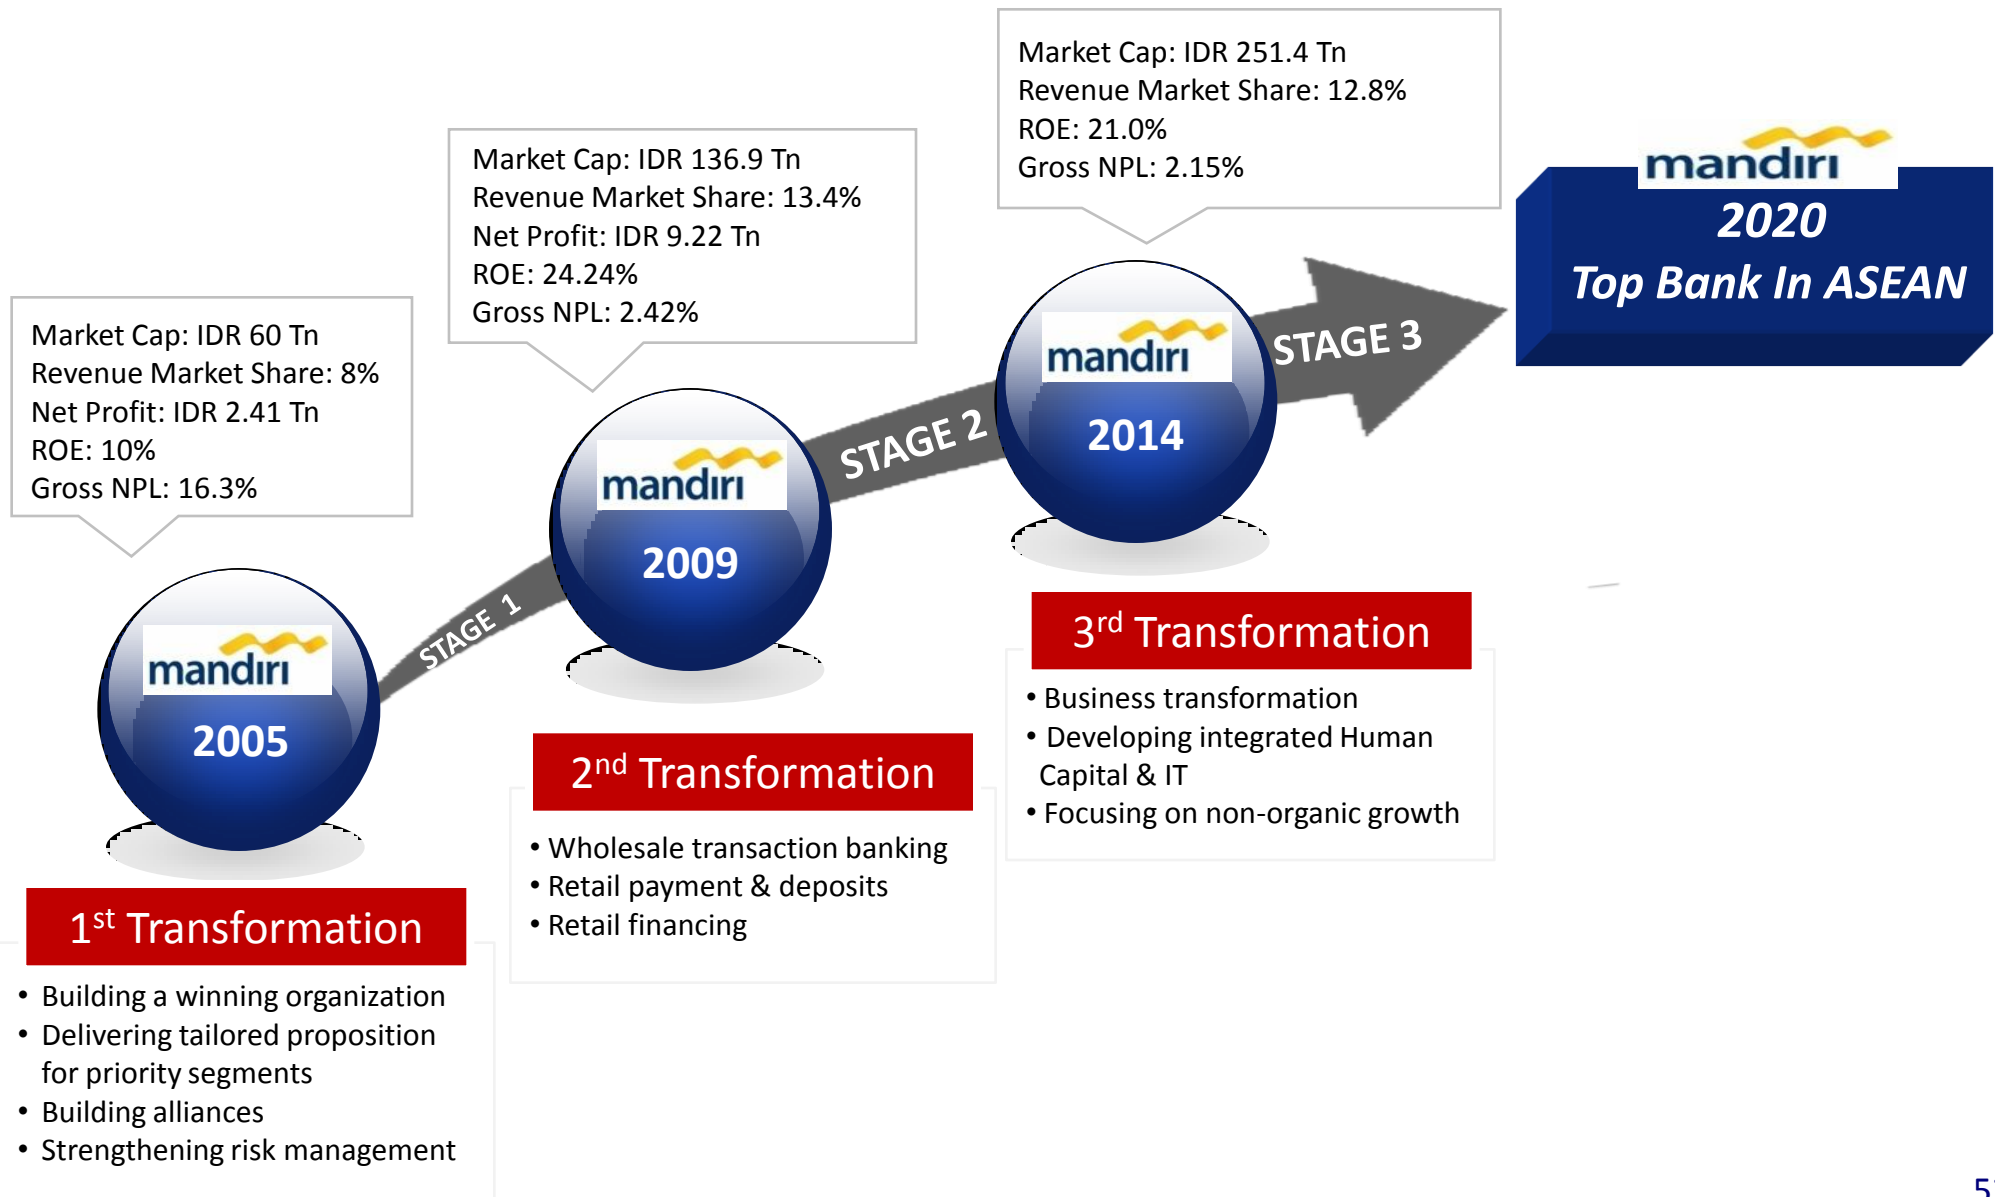 Market Cap: IDR 60 Tn
Revenue Market Share: 8%
Net Profit: IDR 2.41 Tn
ROE: 10%
Gross NPL: 16.3%
mandırı
2005
1st Transformation
• Building a winning organization
• Delivering tailored proposition
for priority segments
• Building alliances
• Strengthening risk management
STAGE 1
Market Cap: IDR 136.9 Tn
Revenue Market Share: 13.4%
Net Profit: IDR 9.22 Tn
ROE: 24.24%
Gross NPL: 2.42%
mandırı
2009
2nd Transformation
• Wholesale transaction banking
• Retail payment & deposits
• Retail financing
STAGE 2
Market Cap: IDR 251.4 Tn
Revenue Market Share: 12.8%
ROE: 21.0%
Gross NPL: 2.15%
mandırı
2014
3rd Transformation
• Business transformation
• Developing integrated Human
Capital & IT
• Focusing on non-organic growth
STAGE 3
mandırı
2020
Top Bank In ASEAN